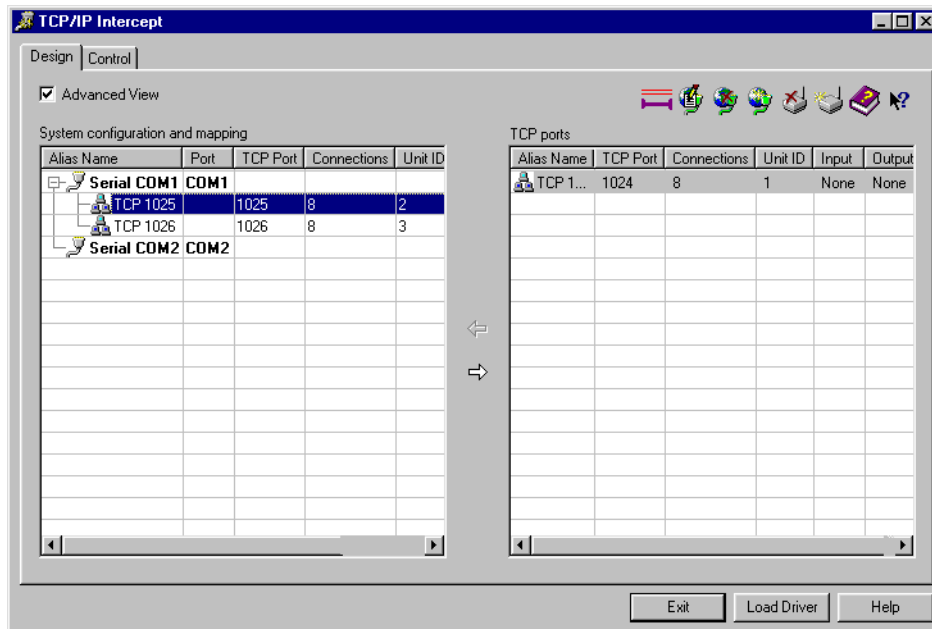 TCP/IP Intercept
Design Control
Advanced View
System configuration and mapping
Alias Name Port TCP Port Connections Unit ID
Serial COM1 COM1
TCP 1025 1025 8 2
TCP 1026 1026 8 3
Serial COM2 COM2
TCP ports
Alias Name TCP Port Connections Unit ID Input Output
TCP 1... 1024 8 1 None None
Exit Load Driver Help